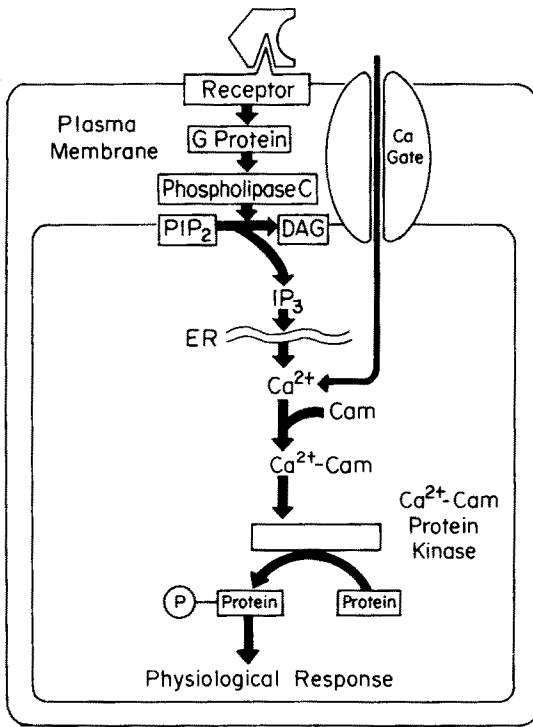 Receptor
Plasma
Membrane
G Protein
Ca
Gate
Phospholipase C
PIP₂
DAG
IP₃
ER
Ca²⁺
Cam
Ca²⁺-Cam
Ca²⁺-Cam
Protein
Kinase
P
Protein
Protein
Physiological Response